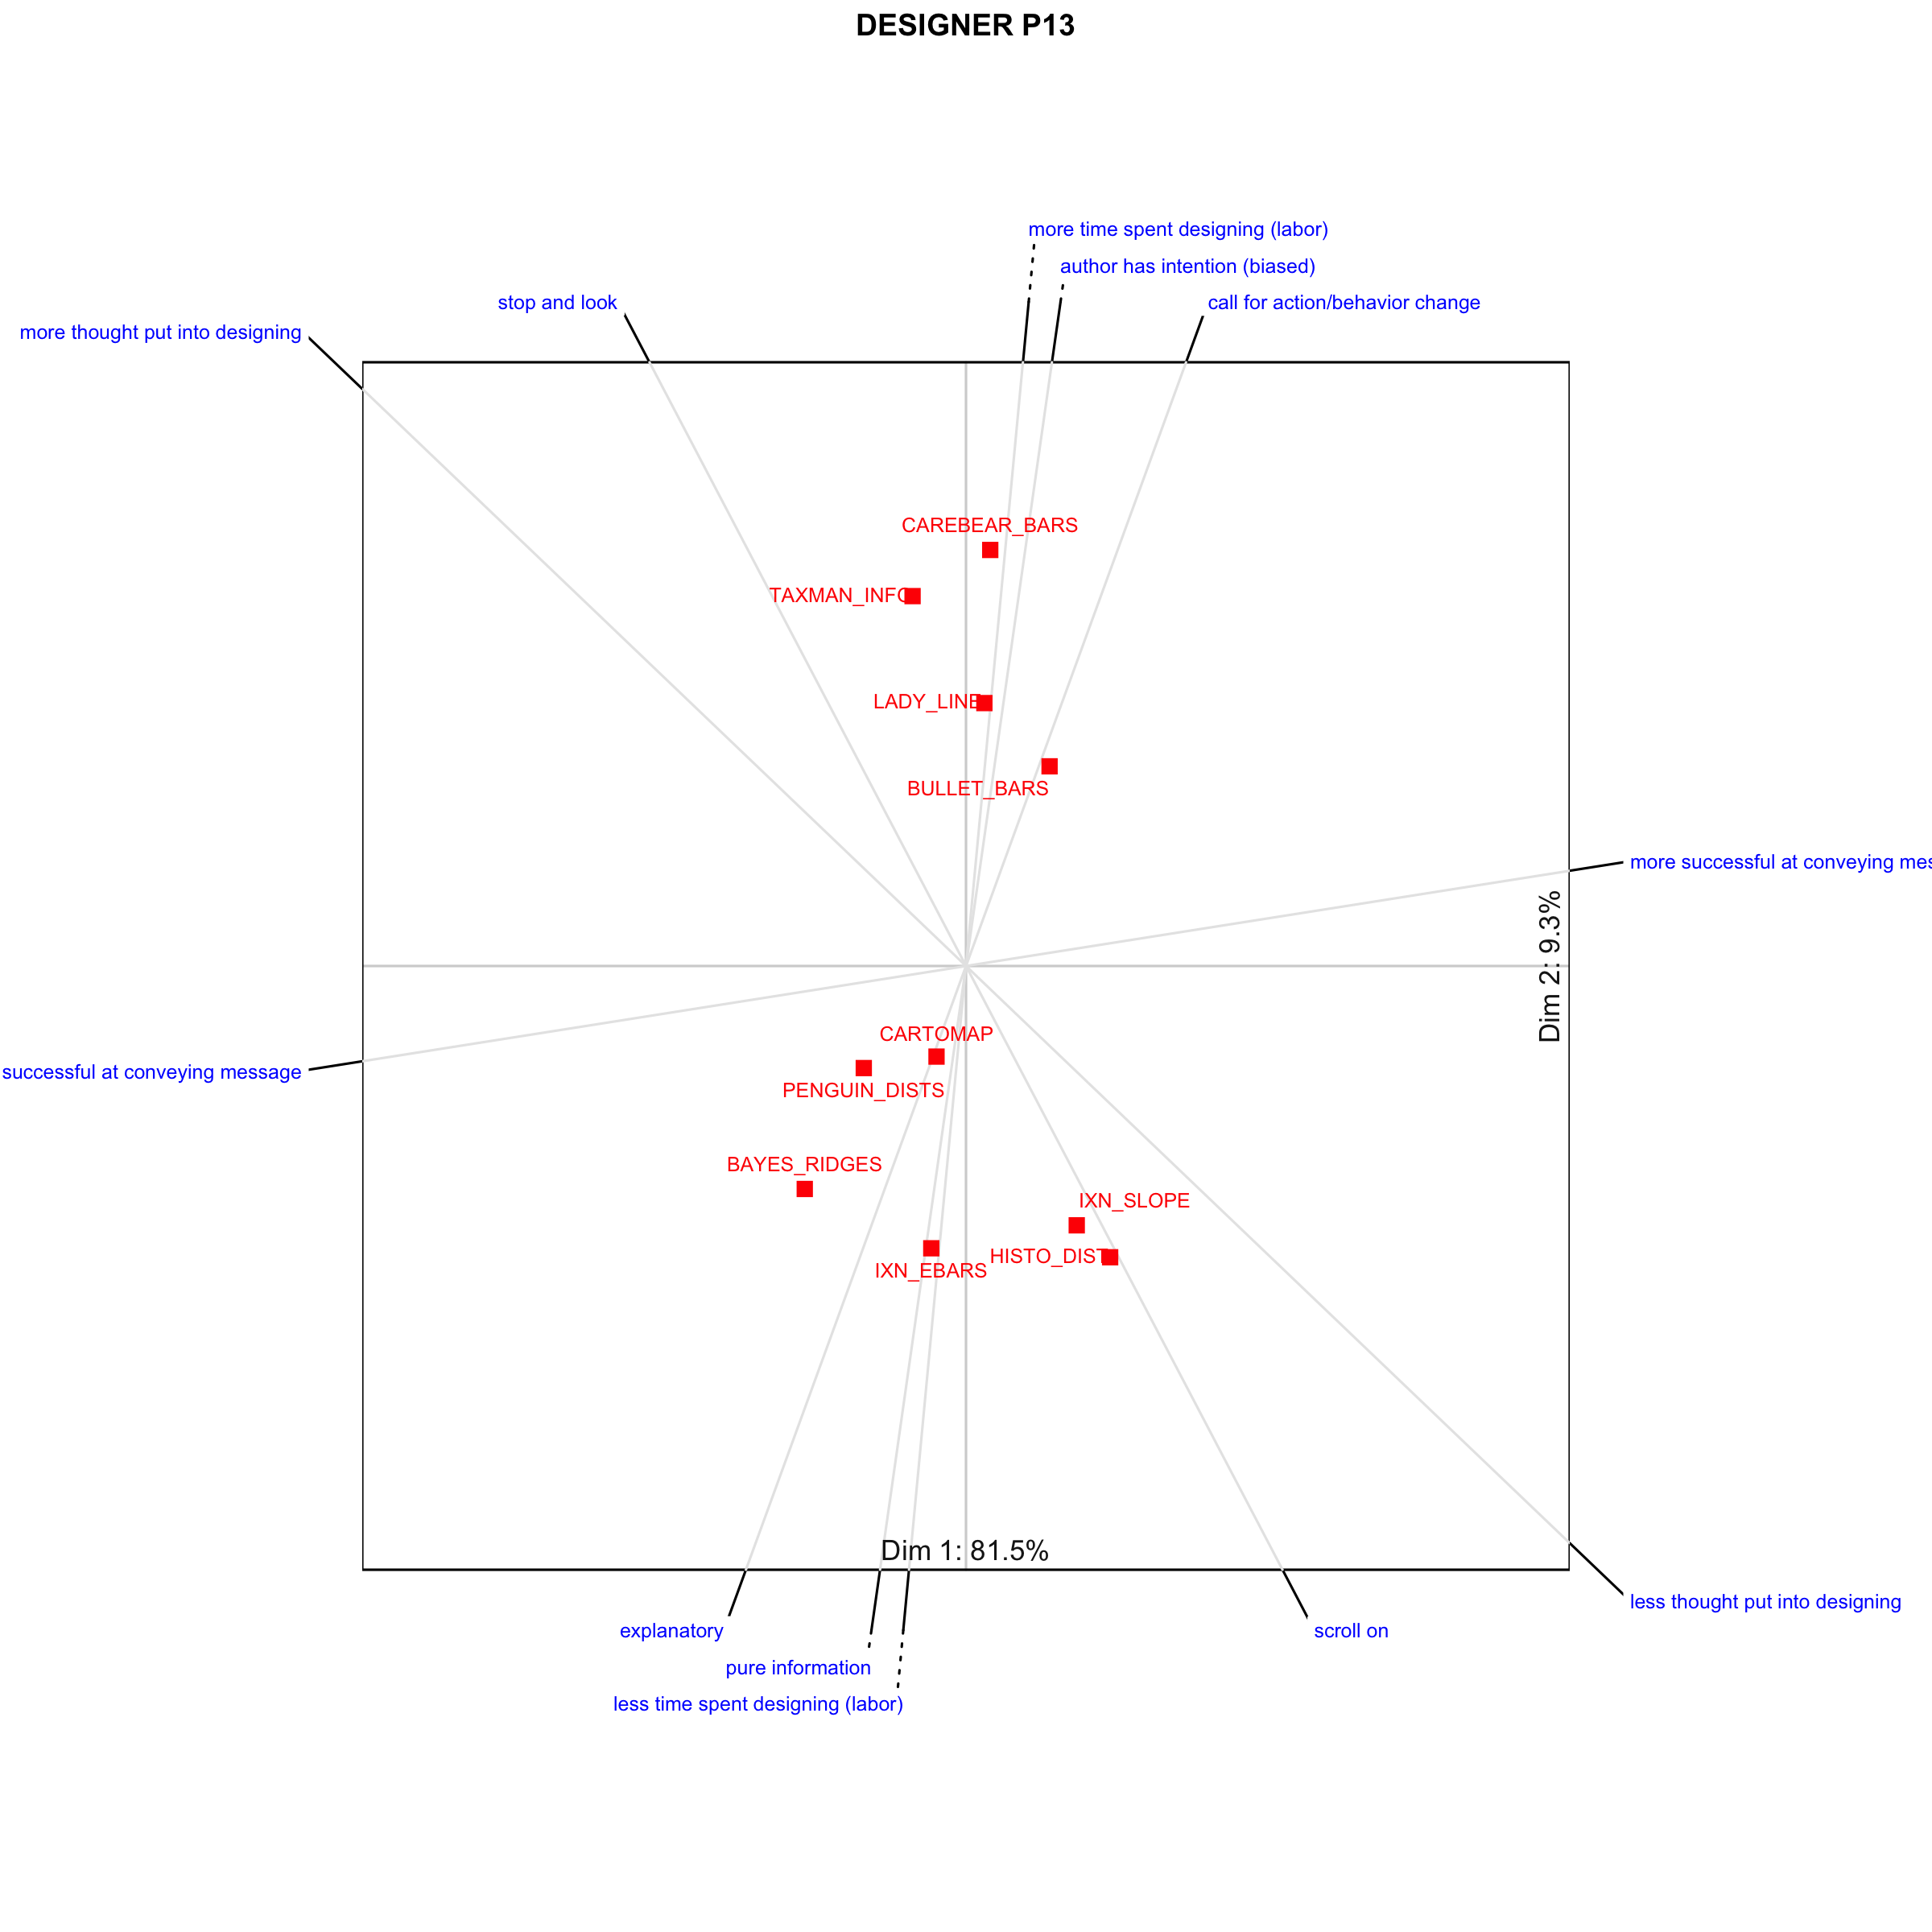 DESIGNER P13
more time spent designing (labor)
author has intention (biased)
stop and look
call for action/behavior change
more thought put into designing
CAREBEAR_BARS
TAXMAN_INFO
LADY_LINE
BULLET_BARS
more successful at conveying mes
Dim 2: 9.3%
CARTOMAP
successful at conveying message
PENGUIN_DISTS
BAYES_RIDGES
IXN_SLOPE
HISTO_DIST
IXN_EBARS
Dim 1: 81.5%
less thought put into designing
explanatory
scroll on
pure information
less time spent designing (labor)